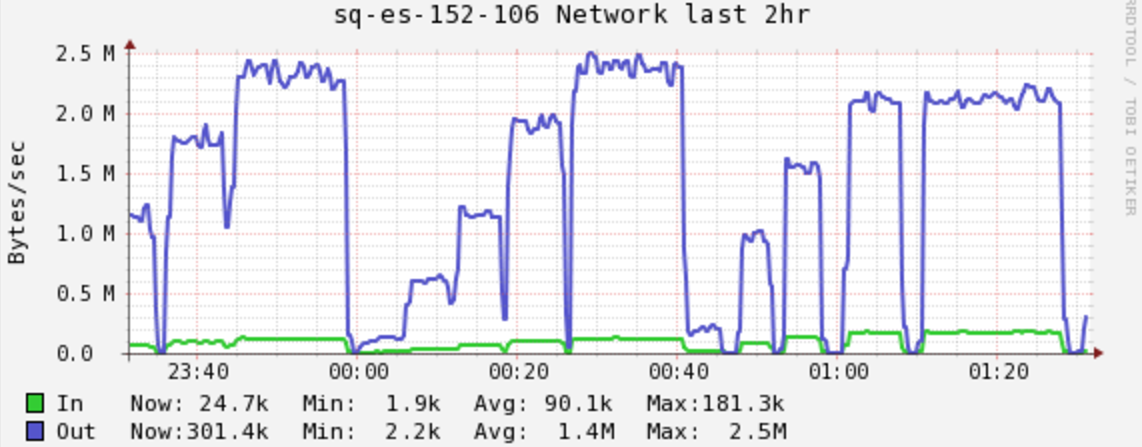 sq-es-152-106 Network last 2hr
RRDTOOL / TOBI OETIKER
Bytes/sec
2.5 M
2.0 M
1.5 M
1.0 M
0.5 M
0.0
23:40 00:00 00:20 00:40 01:00 01:20
In Now: 24.7k Min: 1.9k Avg: 90.1k Max:181.3k
Out Now:301.4k Min: 2.2k Avg: 1.4M Max: 2.5M